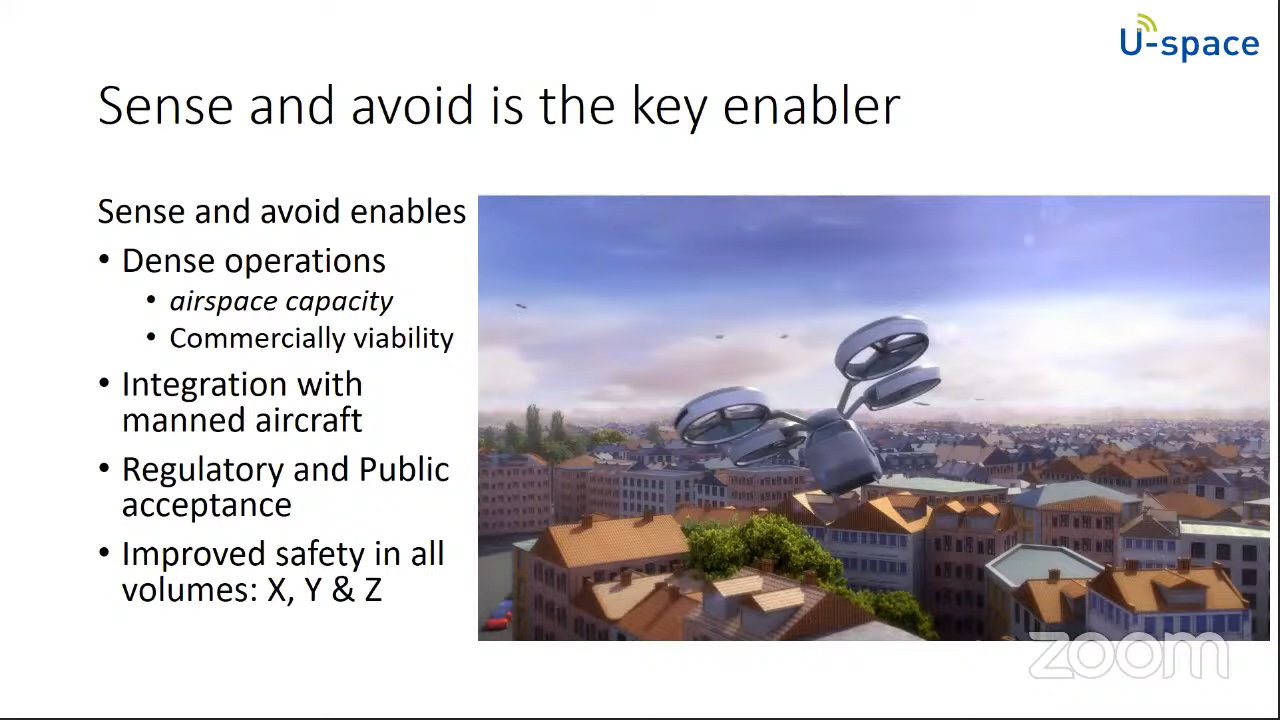 U-space
Sense and avoid is the key enabler
Sense and avoid enables
• Dense operations
• airspace capacity
• Commercially viability
• Integration with
manned aircraft
• Regulatory and Public
acceptance
• Improved safety in all
volumes: X, Y & Z
zoom